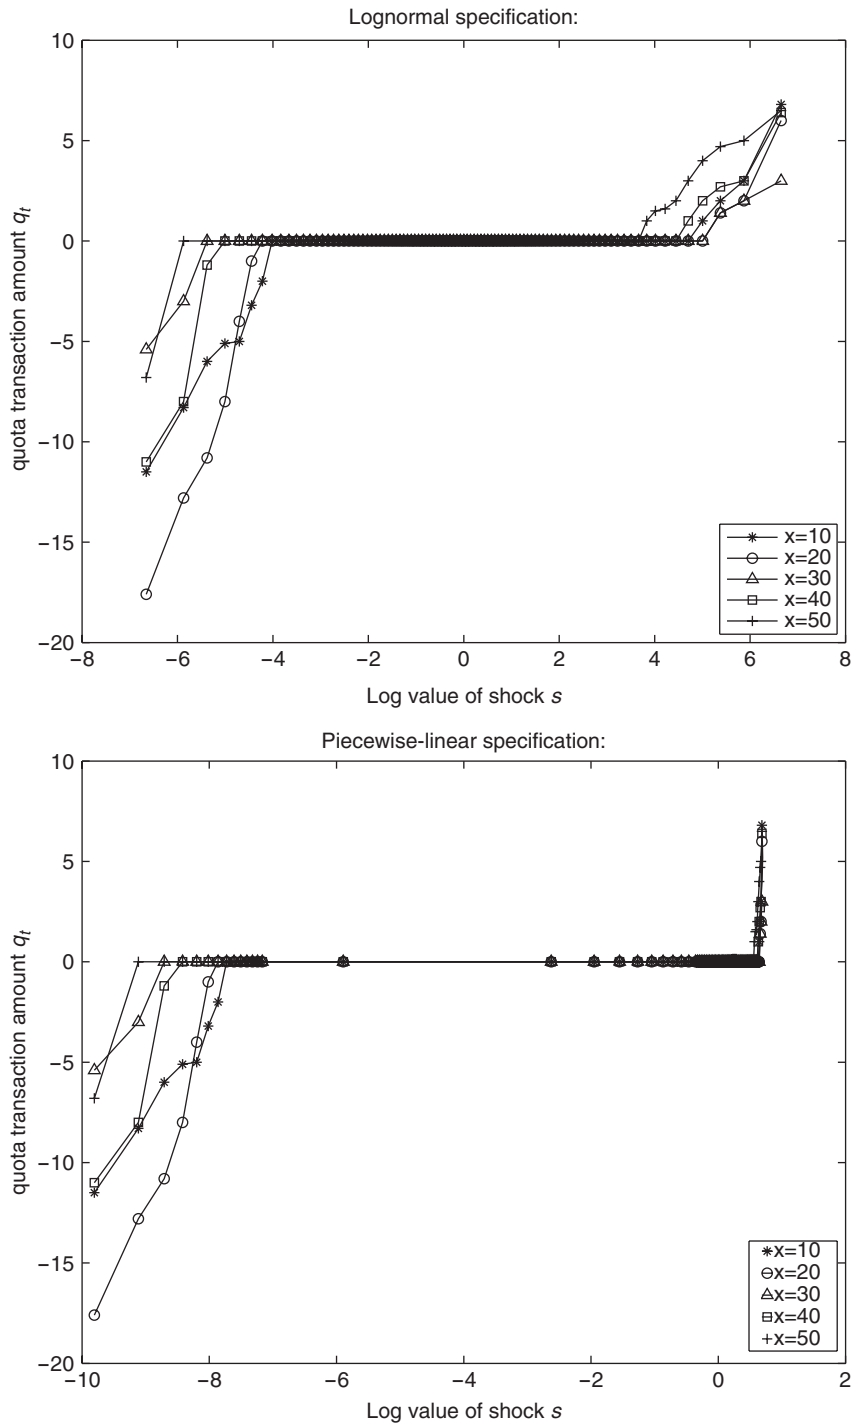 Lognormal specification:
10
5
0
−5
−10
−15
−20
quota transaction amount qt
x=10
x=20
x=30
x=40
x=50
−8 −6 −4 −2 0 2 4 6 8
Log value of shock s
Piecewise-linear specification:
10
5
0
−5
−10
−15
−20
quota transaction amount qt
x=10
x=20
x=30
x=40
x=50
−10 −8 −6 −4 −2 0 2
Log value of shock s